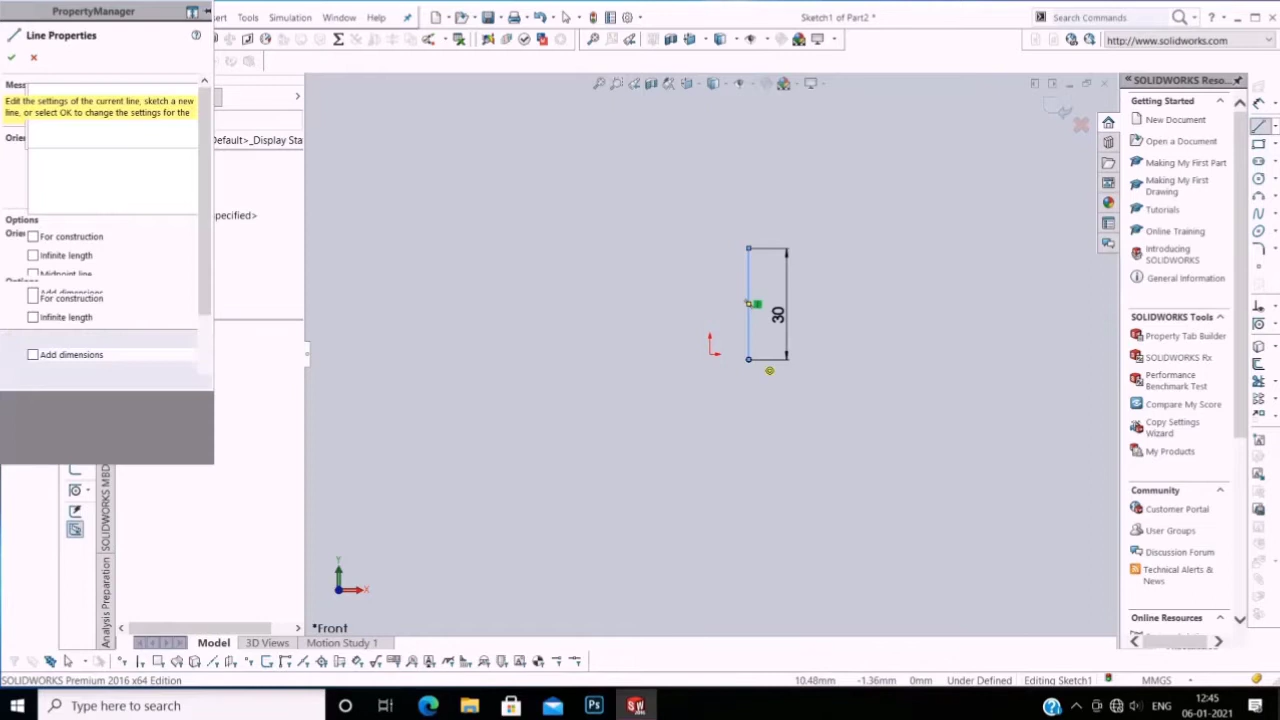 PropertyManager
Line Properties
Edit the settings of the current line, sketch a new
line, or select OK to change the settings for the
Options
For construction
Infinite length
Midpoint line
Add dimensions
For construction
Infinite length
Add dimensions
Tools
Simulation
Window
Help
Sketch1 of Part2 *
Search Commands
http://www.solidworks.com
Default>_Display Sta
pecified>
SOLIDWORKS MBD
Analysis Preparation
30
Y
X
*Front
Model
3D Views
Motion Study 1
SOLIDWORKS Reso...
Getting Started
New Document
Open a Document
Making My First Part
Making My First
Drawing
Tutorials
Online Training
Introducing
SOLIDWORKS
General Information
SOLIDWORKS Tools
Property Tab Builder
SOLIDWORKS Rx
Performance
Benchmark Test
Compare My Score
Copy Settings
Wizard
My Products
Community
Customer Portal
User Groups
Discussion Forum
Technical Alerts &
News
Online Resources
SOLIDWORKS Premium 2016 x64 Edition
10.48mm
-1.36mm
0mm
Under Defined
Editing Sketch1
MMGS
Type here to search
Ps
SW
ENG
12:45
06-01-2021